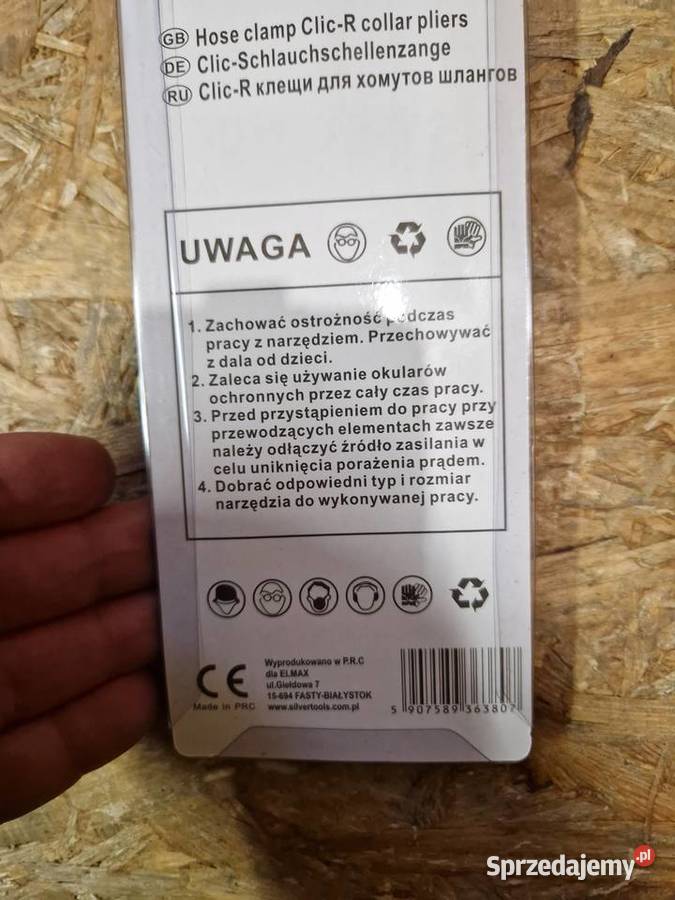 GB Hose clamp Clic-R collar pliers
DE Clic-Schlauchschellenzange
RU Clic-R клещи для хомутов шлангов
UWAGA
1. Zachować ostrożność podczas
pracy z narzędziem. Przechowywać
z dala od dzieci.
2. Zaleca się używanie okularów
ochronnych przez cały czas pracy.
3. Przed przystąpieniem do pracy przy
przewodzących elementach zawsze
należy odłączyć źródło zasilania w
celu uniknięcia porażenia prądem.
4. Dobrać odpowiedni typ i rozmiar
narzędzia do wykonywanej pracy.
CE
Made in PRC
Wyprodukowano w P.R.C
dla ELMAX
ul.Giełdowa 7
15-694 FASTY-BIAŁYSTOK
www.silvertools.com.pl
5 907589 363807
Sprzedajemy.pl